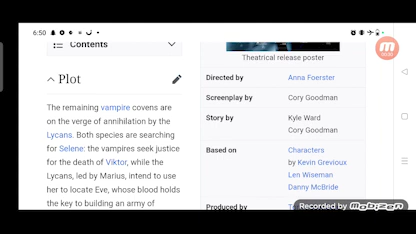 6:50
Contents
Plot
The remaining vampire covens are
on the verge of annihilation by the
Lycans. Both species are searching
for Selene: the vampires seek justice
for the death of Viktor, while the
Lycans, led by Marius, intend to use
her to locate Eve, whose blood holds
the key to building an army of
Theatrical release poster
Directed by Anna Foerster
Screenplay by Cory Goodman
Story by Kyle Ward
Cory Goodman
Based on Characters
by Kevin Grevioux
Len Wiseman
Danny McBride
Produced by
Recorded by MOBIZEN